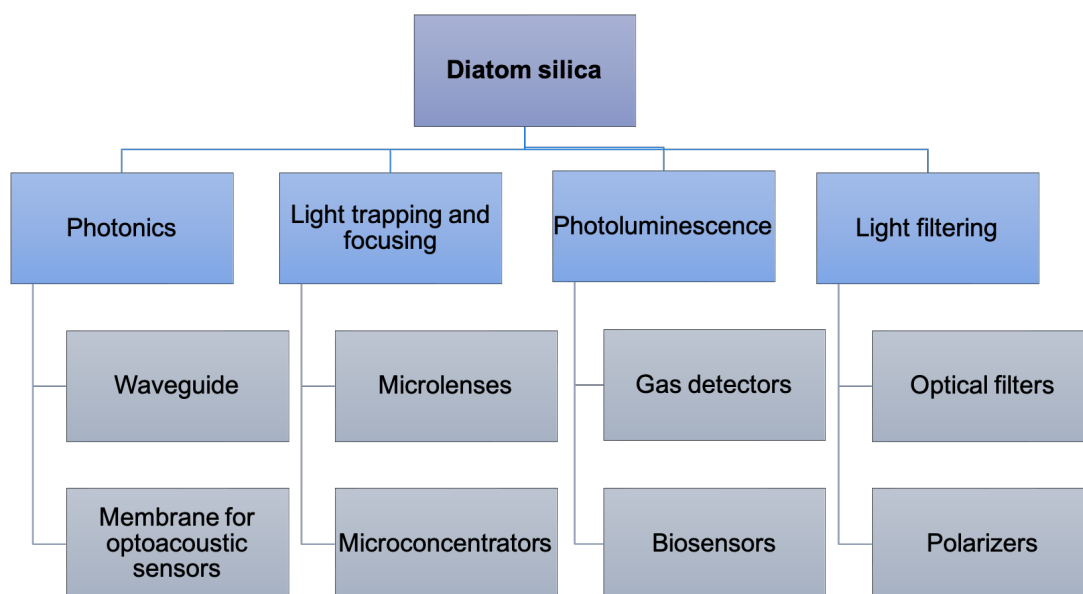 Diatom silica
Photonics
Light trapping and
focusing
Photoluminescence
Light filtering
Waveguide
Microlenses
Gas detectors
Optical filters
Membrane for
optoacoustic
sensors
Microconcentrators
Biosensors
Polarizers